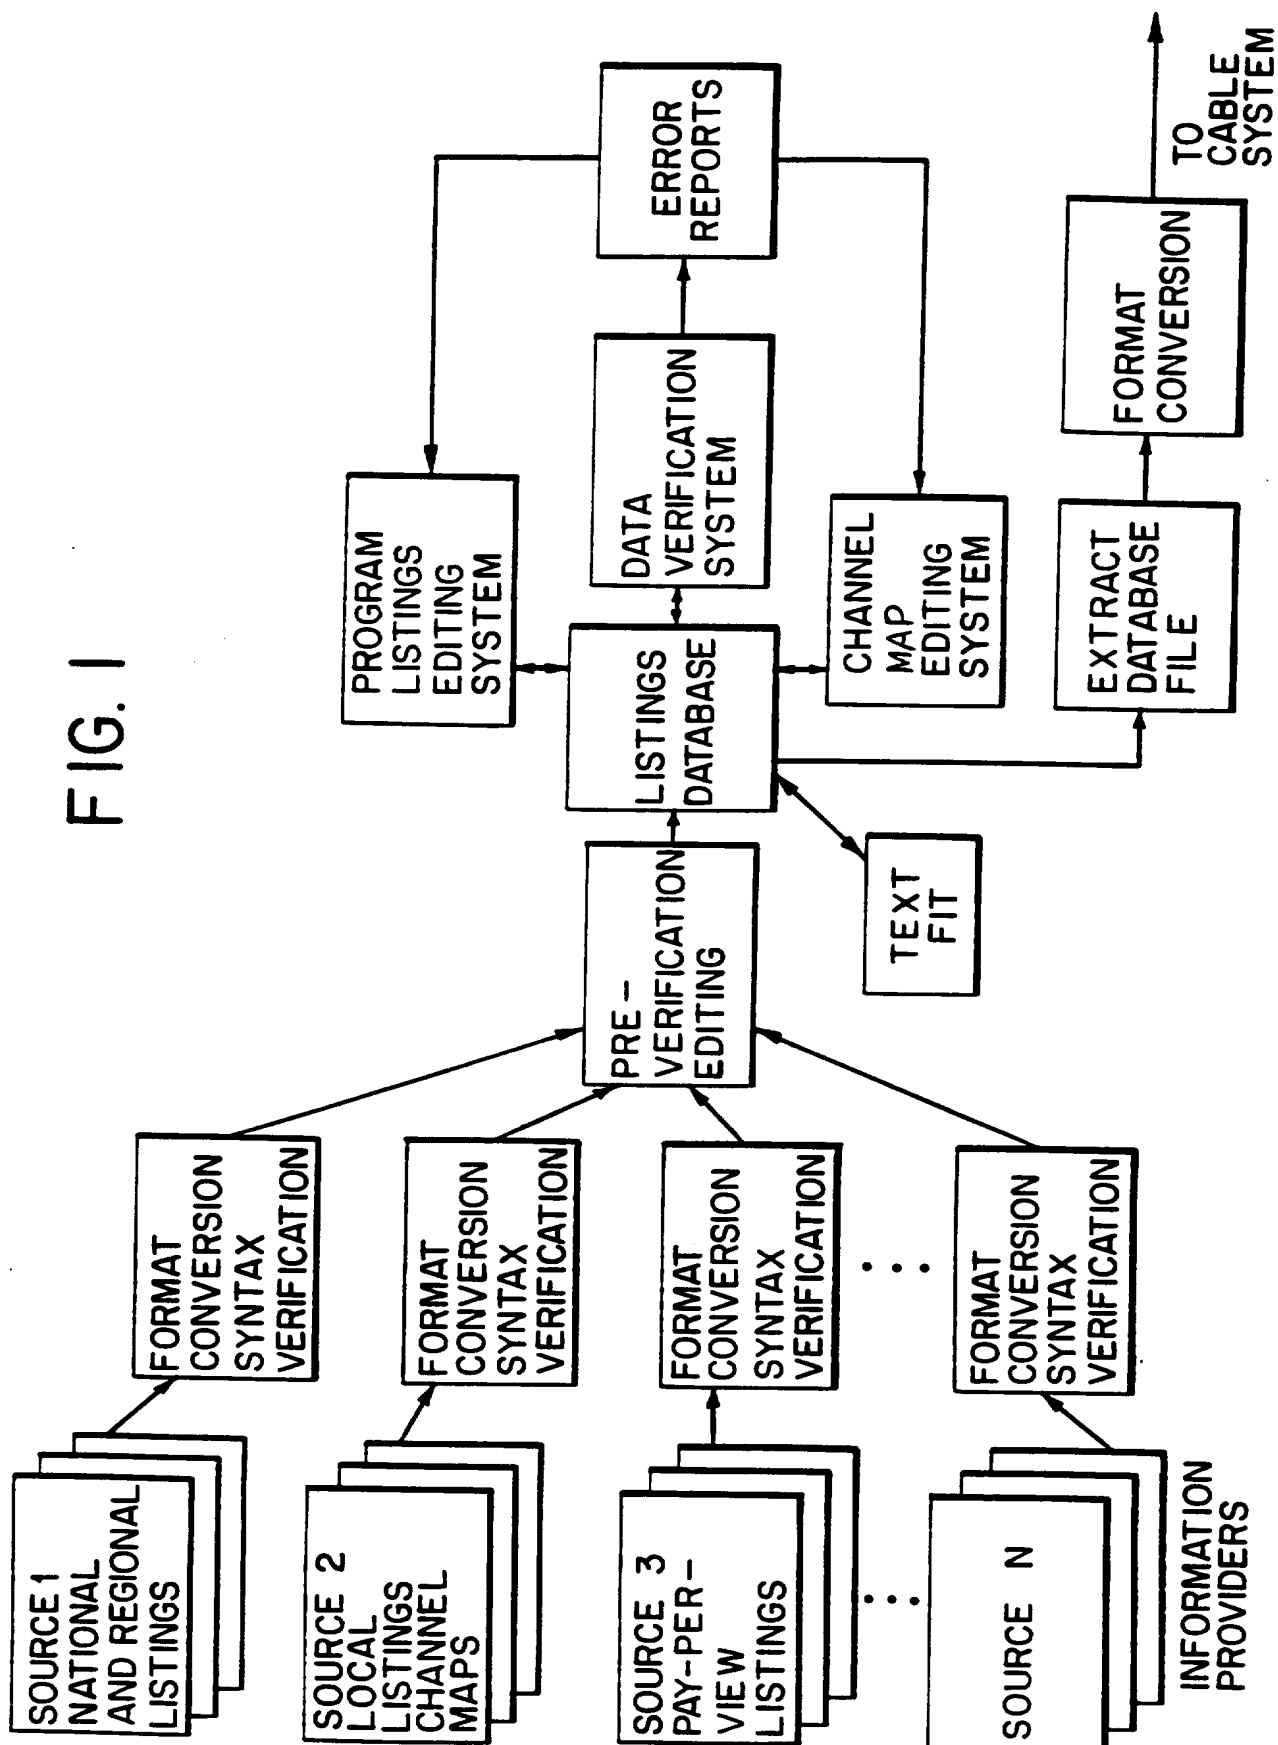 FIG. 1
SOURCE 1
NATIONAL
AND REGIONAL
LISTINGS
SOURCE 2
LOCAL
LISTINGS
CHANNEL
MAPS
SOURCE 3
PAY-PER-
VIEW
LISTINGS
SOURCE N
INFORMATION
PROVIDERS
FORMAT
CONVERSION
SYNTAX
VERIFICATION
FORMAT
CONVERSION
SYNTAX
VERIFICATION
FORMAT
CONVERSION
SYNTAX
VERIFICATION
FORMAT
CONVERSION
SYNTAX
VERIFICATION
PRE-
VERIFICATION
EDITING
TEXT
FIT
LISTINGS
DATABASE
PROGRAM
LISTINGS
EDITING
SYSTEM
DATA
VERIFICATION
SYSTEM
CHANNEL
MAP
EDITING
SYSTEM
ERROR
REPORTS
EXTRACT
DATABASE
FILE
FORMAT
CONVERSION
TO
CABLE
SYSTEM